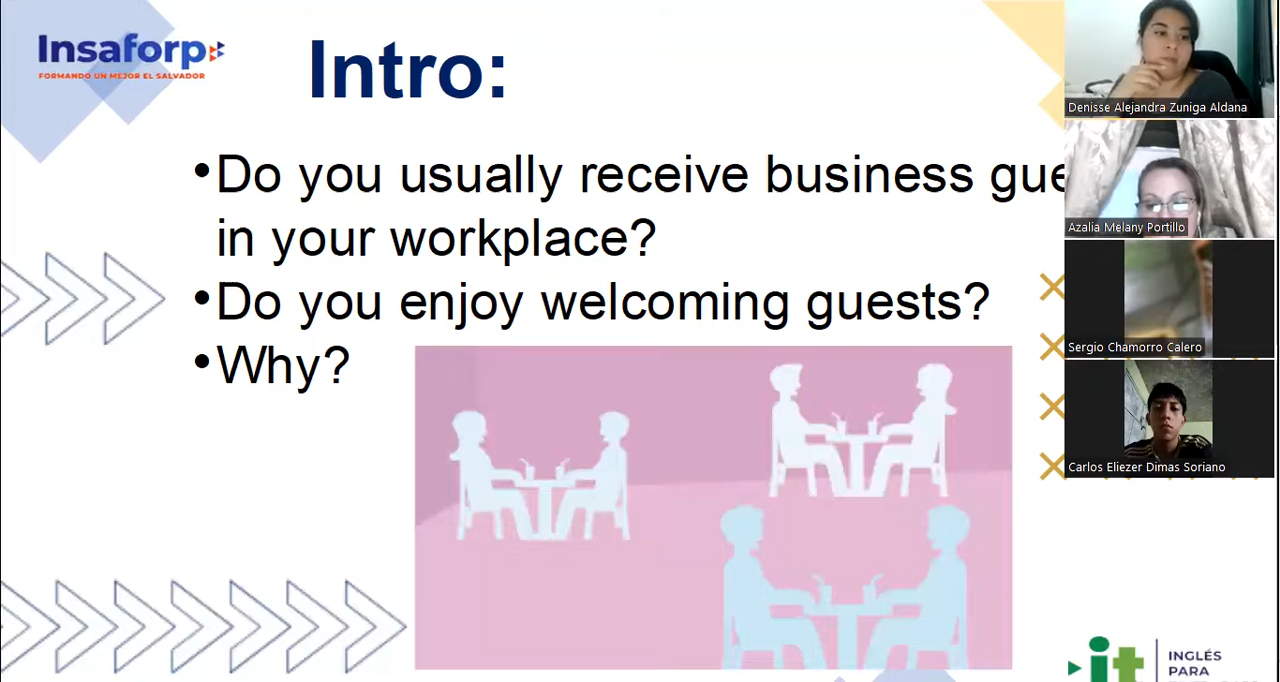 Insaforp
FORMANDO UN MEJOR EL SALVADOR
Intro:
•Do you usually receive business gue
in your workplace?
•Do you enjoy welcoming guests?
•Why?
Denisse Alejandra Zuniga Aldana
Azalia Melany Portillo
Sergio Chamorro Calero
Carlos Eliezer Dimas Soriano
it
INGLÉS
PARA